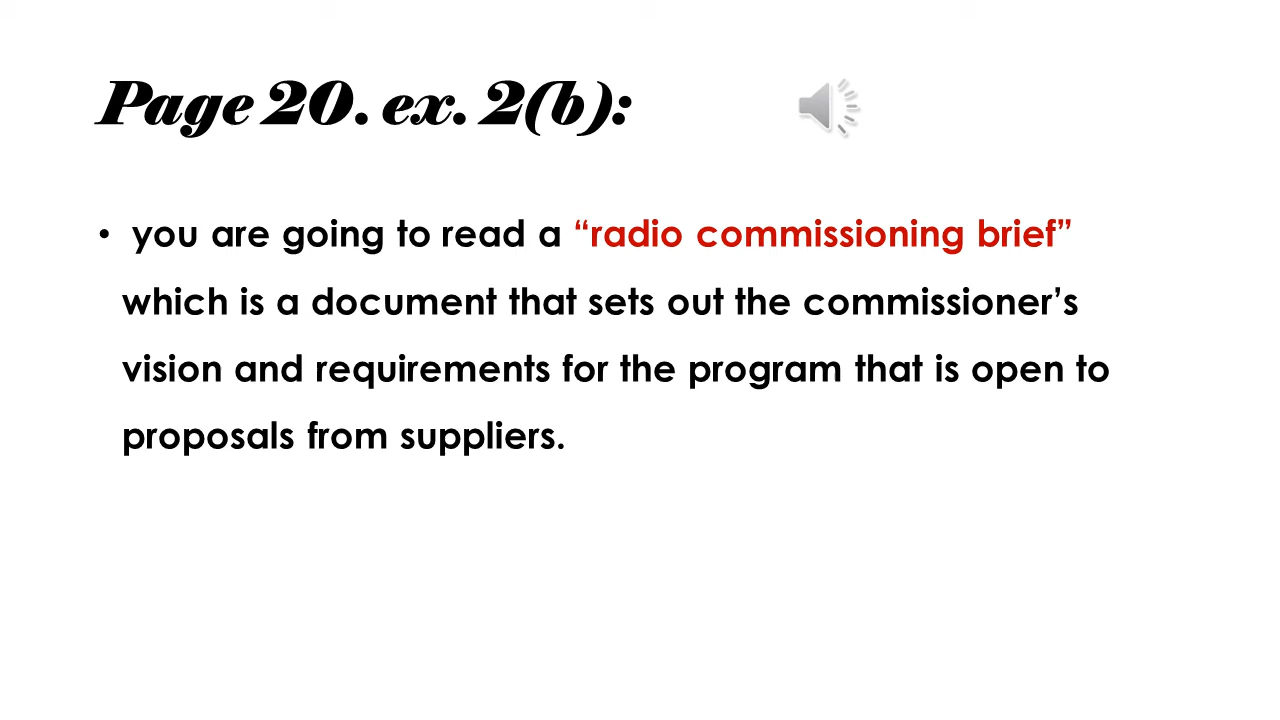 Page 20. ex. 2(b):
• you are going to read a “radio commissioning brief”
which is a document that sets out the commissioner’s
vision and requirements for the program that is open to
proposals from suppliers.